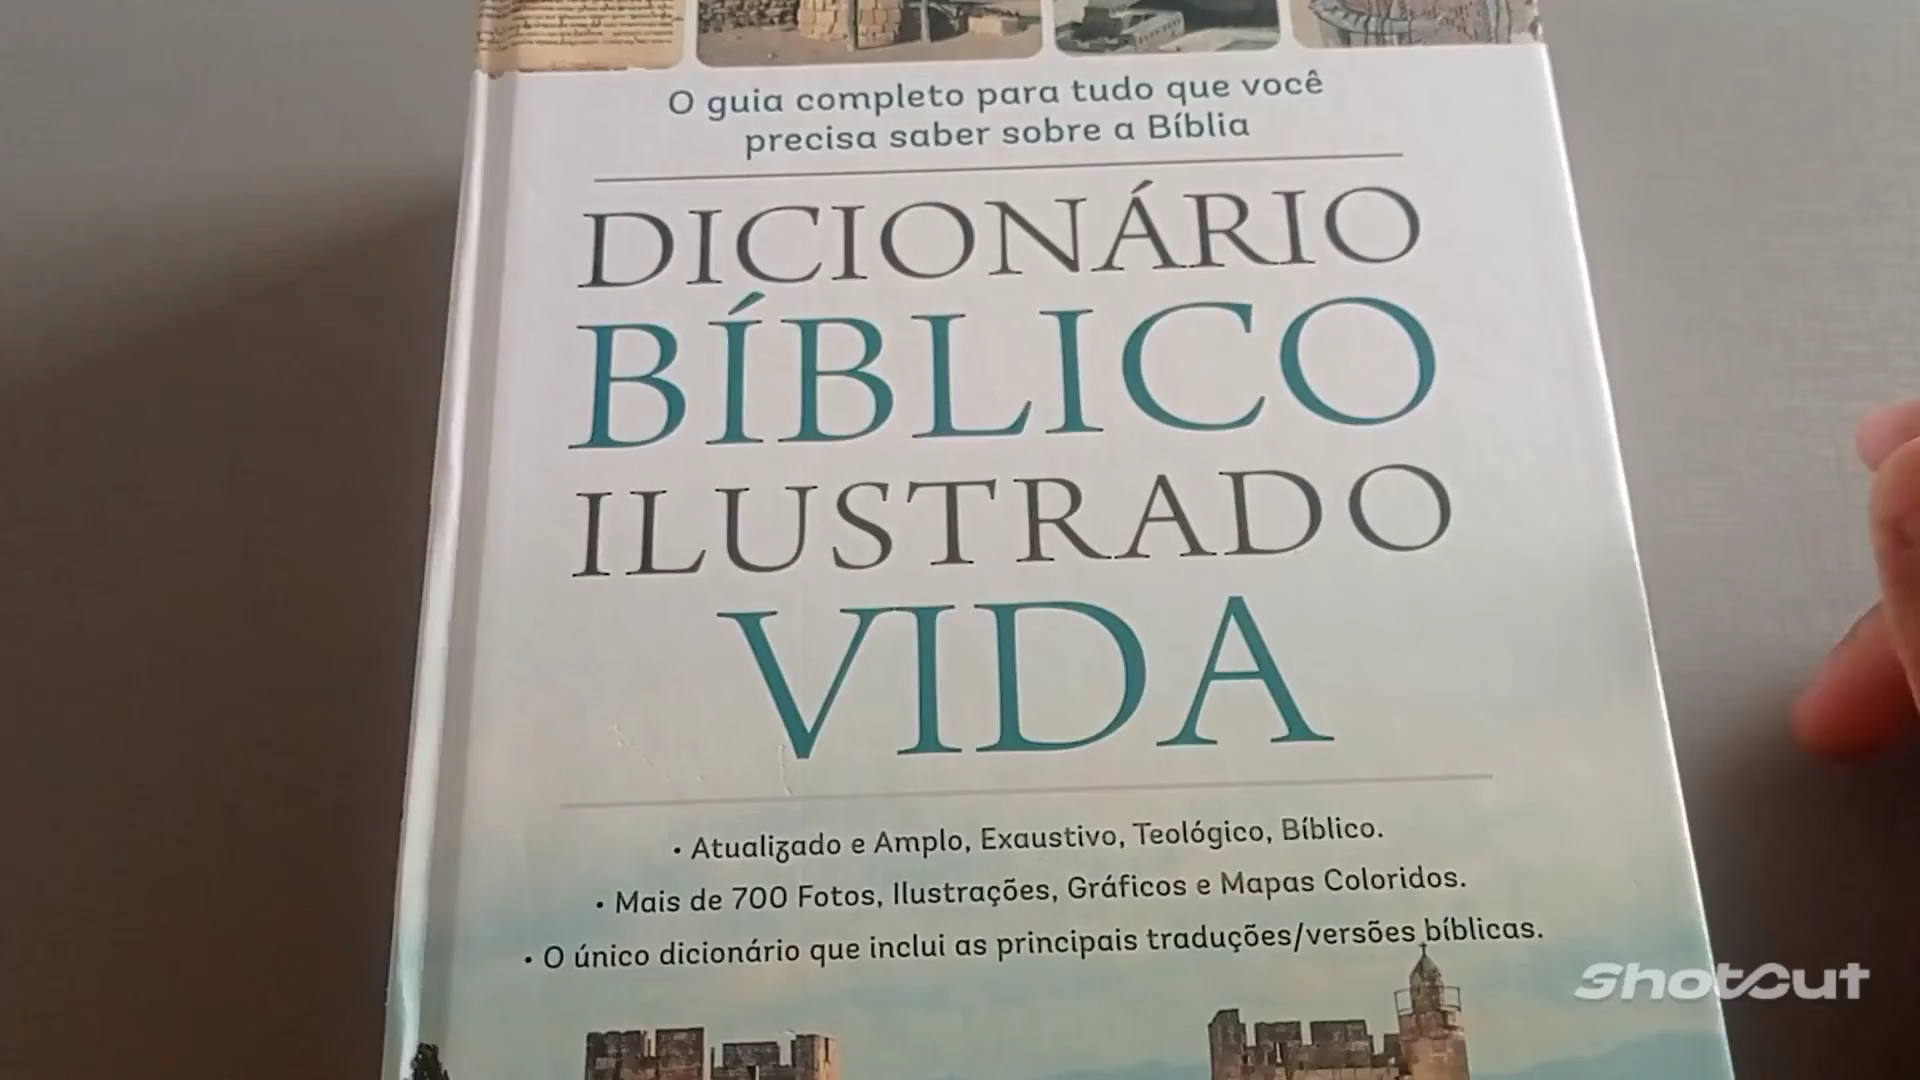 O guia completo para tudo que você
precisa saber sobre a Bíblia
DICIONÁRIO
BÍBLICO
ILUSTRADO
VIDA
• Atualizado e Amplo, Exaustivo, Teológico, Bíblico.
• Mais de 700 Fotos, Ilustrações, Gráficos e Mapas Coloridos.
• O único dicionário que inclui as principais traduções/versões bíblicas.
ShotCut